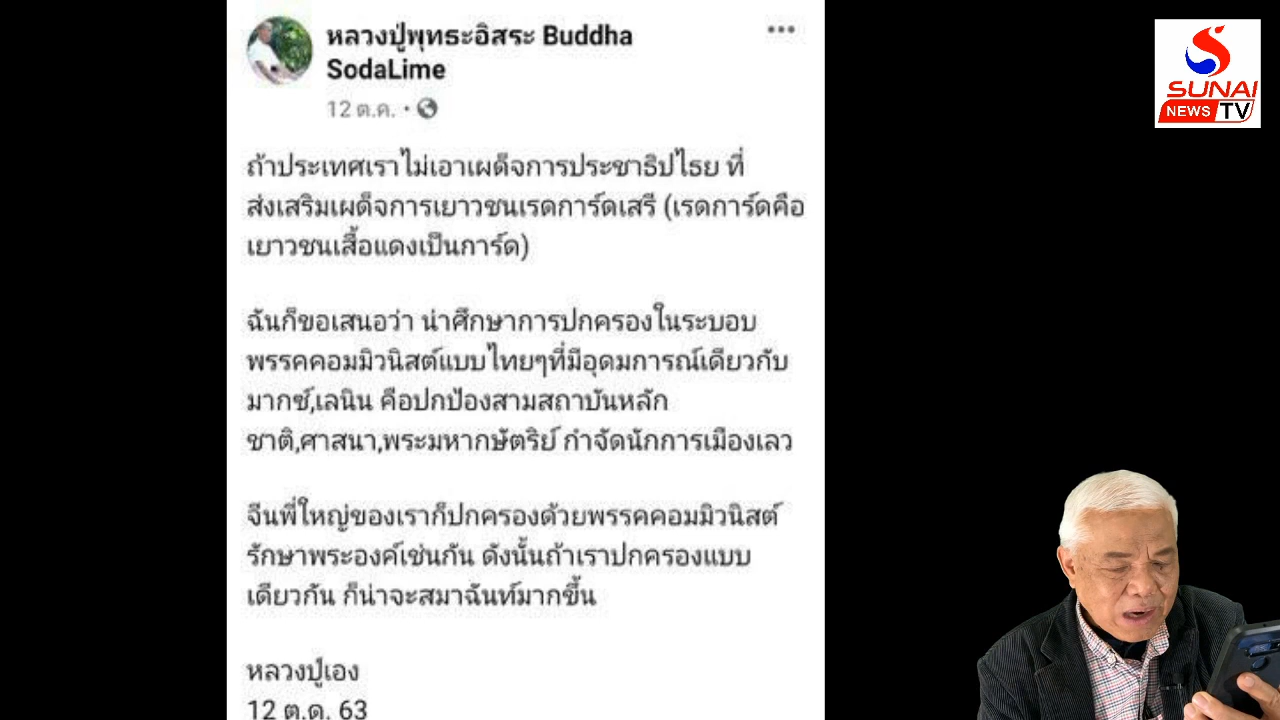 หลวงปู่พุทธะอิสระ Buddha
SodaLime
12 ต.ค.
ถ้าประเทศเราไม่เอาเผด็จการประชาธิปไธย ที่
ส่งเสริมเผด็จการเยาวชนเรดการ์ดเสรี (เรดการ์ดคือ
เยาวชนเสื้อแดงเป็นการ์ด)
ฉันก็ขอเสนอว่า น่าศึกษาการปกครองในระบอบ
พรรคคอมมิวนิสต์แบบไทยๆที่มีอุดมการณ์เดียวกับ
มากซ์,เลนิน คือปกป้องสามสถาบันหลัก
ชาติ,ศาสนา,พระมหากษัตริย์ กำจัดนักการเมืองเลว
จีนพี่ใหญ่ของเราก็ปกครองด้วยพรรคคอมมิวนิสต์
รักษาพระองค์เช่นกัน ดังนั้นถ้าเราปกครองแบบ
เดียวกัน ก็น่าจะสมาฉันท์มากขึ้น
หลวงปู่เอง
12 ต.ด. 63
SUNAI
NEWS TV